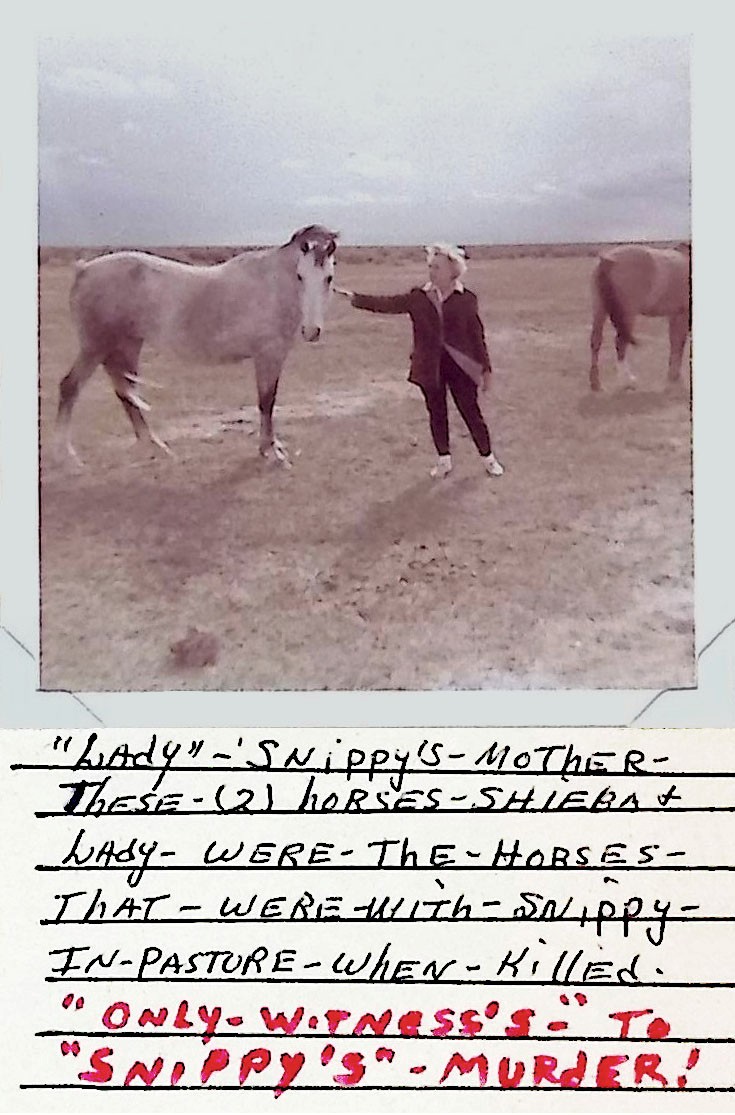 "LAdy"-'SNippy'S-MOTHER-
THESE-(2) hORSES-SHIEBA &
LAdy- WERE-THE-HORSES-
THAT-WERE-WITh-SNippy-
IN-PASTURE-WhEN-KillEd.
"ONLY-WiTNESS'S-" TO
"SNiPPY'S"-MURdER!